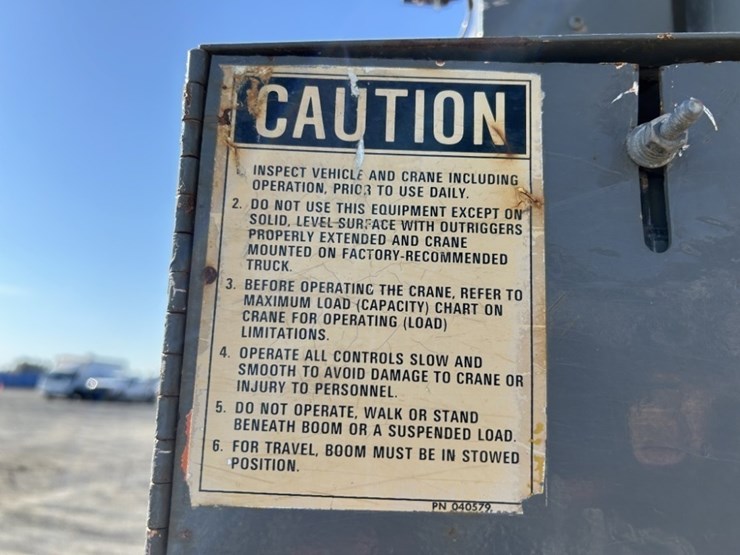 CAUTION
1. INSPECT VEHICLE AND CRANE INCLUDING
OPERATION, PRIOR TO USE DAILY.
2. DO NOT USE THIS EQUIPMENT EXCEPT ON
SOLID, LEVEL SURFACE WITH OUTRIGGERS
PROPERLY EXTENDED AND CRANE
MOUNTED ON FACTORY-RECOMMENDED
TRUCK.
3. BEFORE OPERATING THE CRANE, REFER TO
MAXIMUM LOAD (CAPACITY) CHART ON
CRANE FOR OPERATING (LOAD)
LIMITATIONS.
4. OPERATE ALL CONTROLS SLOW AND
SMOOTH TO AVOID DAMAGE TO CRANE OR
INJURY TO PERSONNEL.
5. DO NOT OPERATE, WALK OR STAND
BENEATH BOOM OR A SUSPENDED LOAD.
6. FOR TRAVEL, BOOM MUST BE IN STOWED
POSITION.
PN 040579